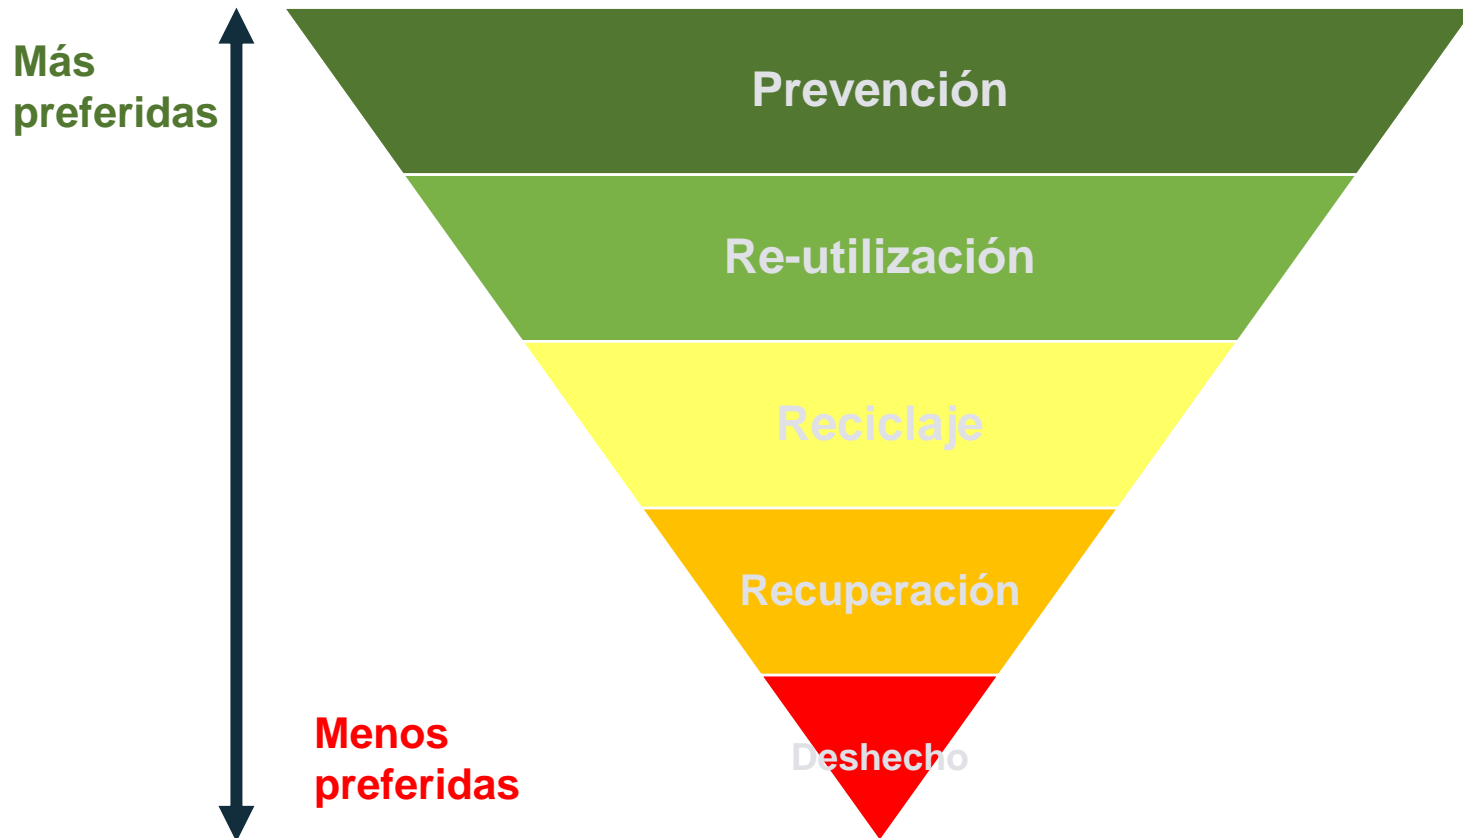 Más
preferidas
Prevención
Re-utilización
Reciclaje
Recuperación
Menos
preferidas
Deshecho